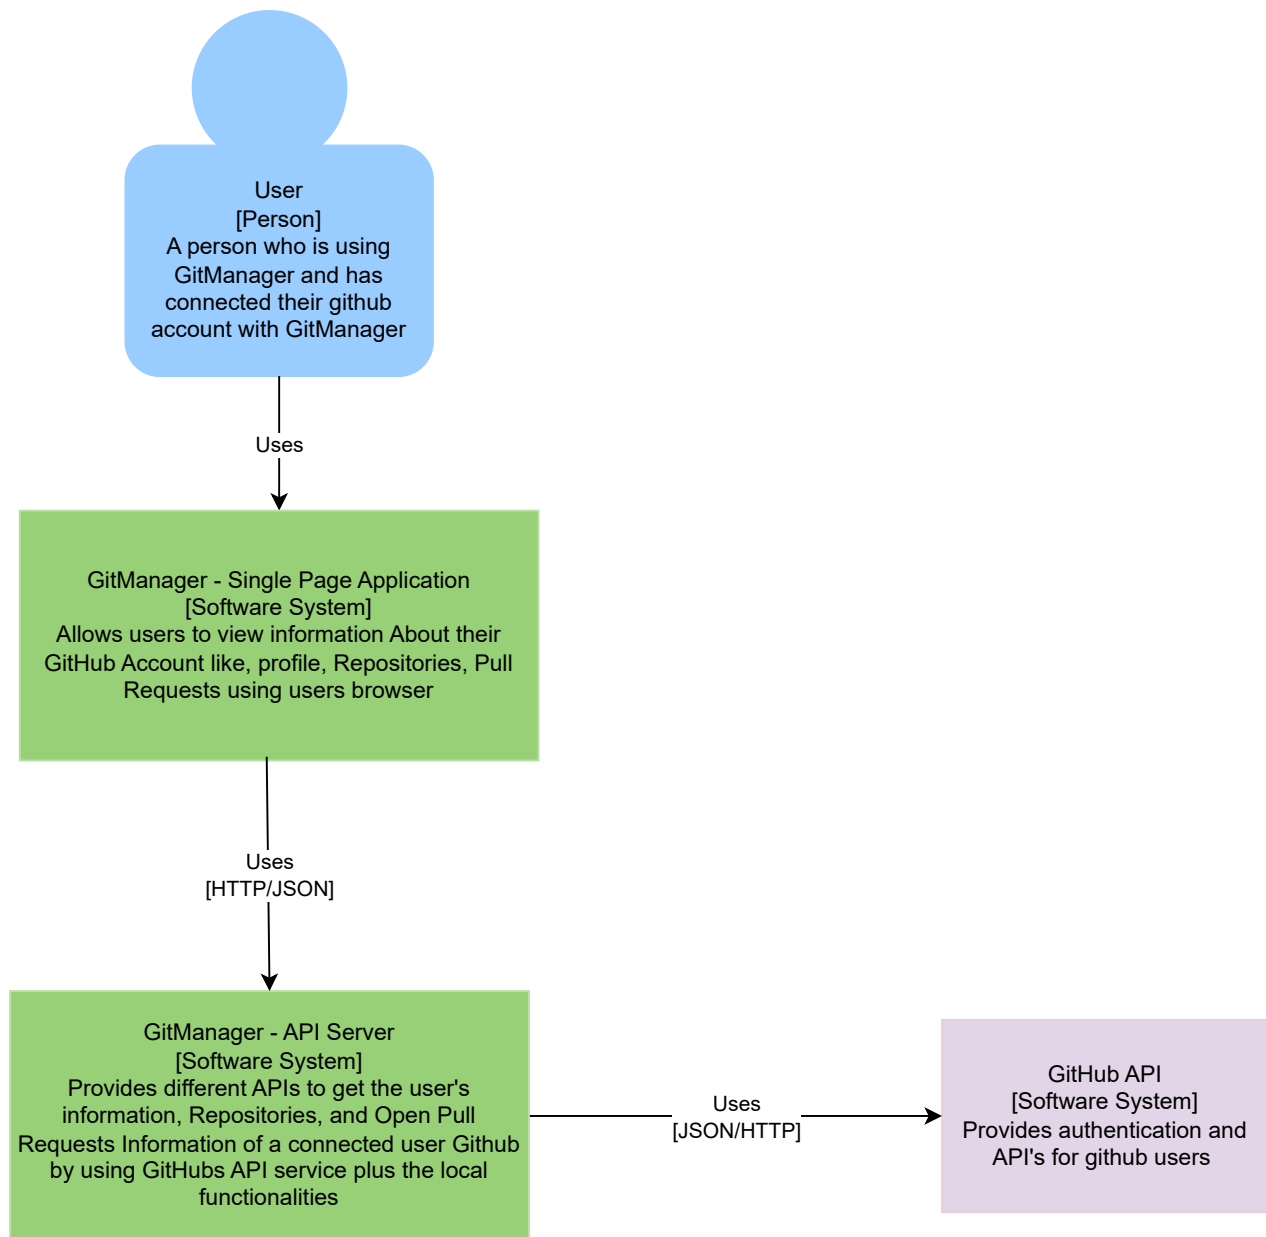 User
[Person]
A person who is using
GitManager and has
connected their github
account with GitManager
Uses
GitManager - Single Page Application
[Software System]
Allows users to view information About their
GitHub Account like, profile, Repositories, Pull
Requests using users browser
Uses
[HTTP/JSON]
GitManager - API Server
[Software System]
Provides different APIs to get the user's
information, Repositories, and Open Pull
Requests Information of a connected user Github
by using GitHubs API service plus the local
functionalities
Uses
[JSON/HTTP]
GitHub API
[Software System]
Provides authentication and
API's for github users